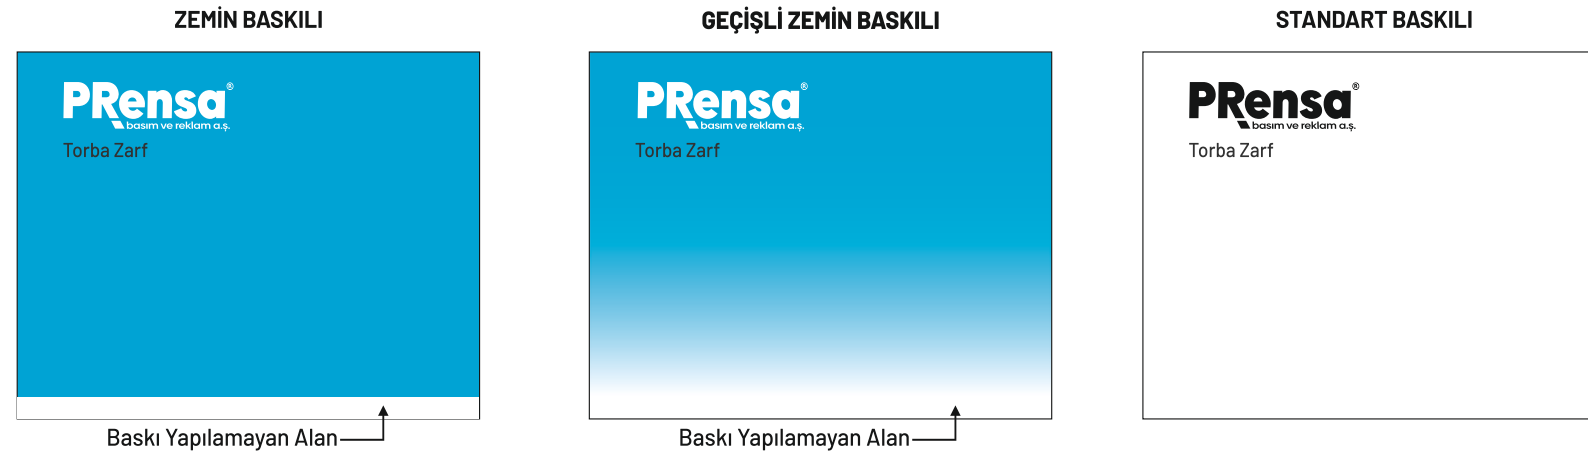 ZEMİN BASKILI
PRensa®
basım ve reklam a.ş.
Torba Zarf
Baskı Yapılamayan Alan
GEÇİŞLİ ZEMİN BASKILI
PRensa®
basım ve reklam a.ş.
Torba Zarf
Baskı Yapılamayan Alan
STANDART BASKILI
PRensa®
basım ve reklam a.ş.
Torba Zarf